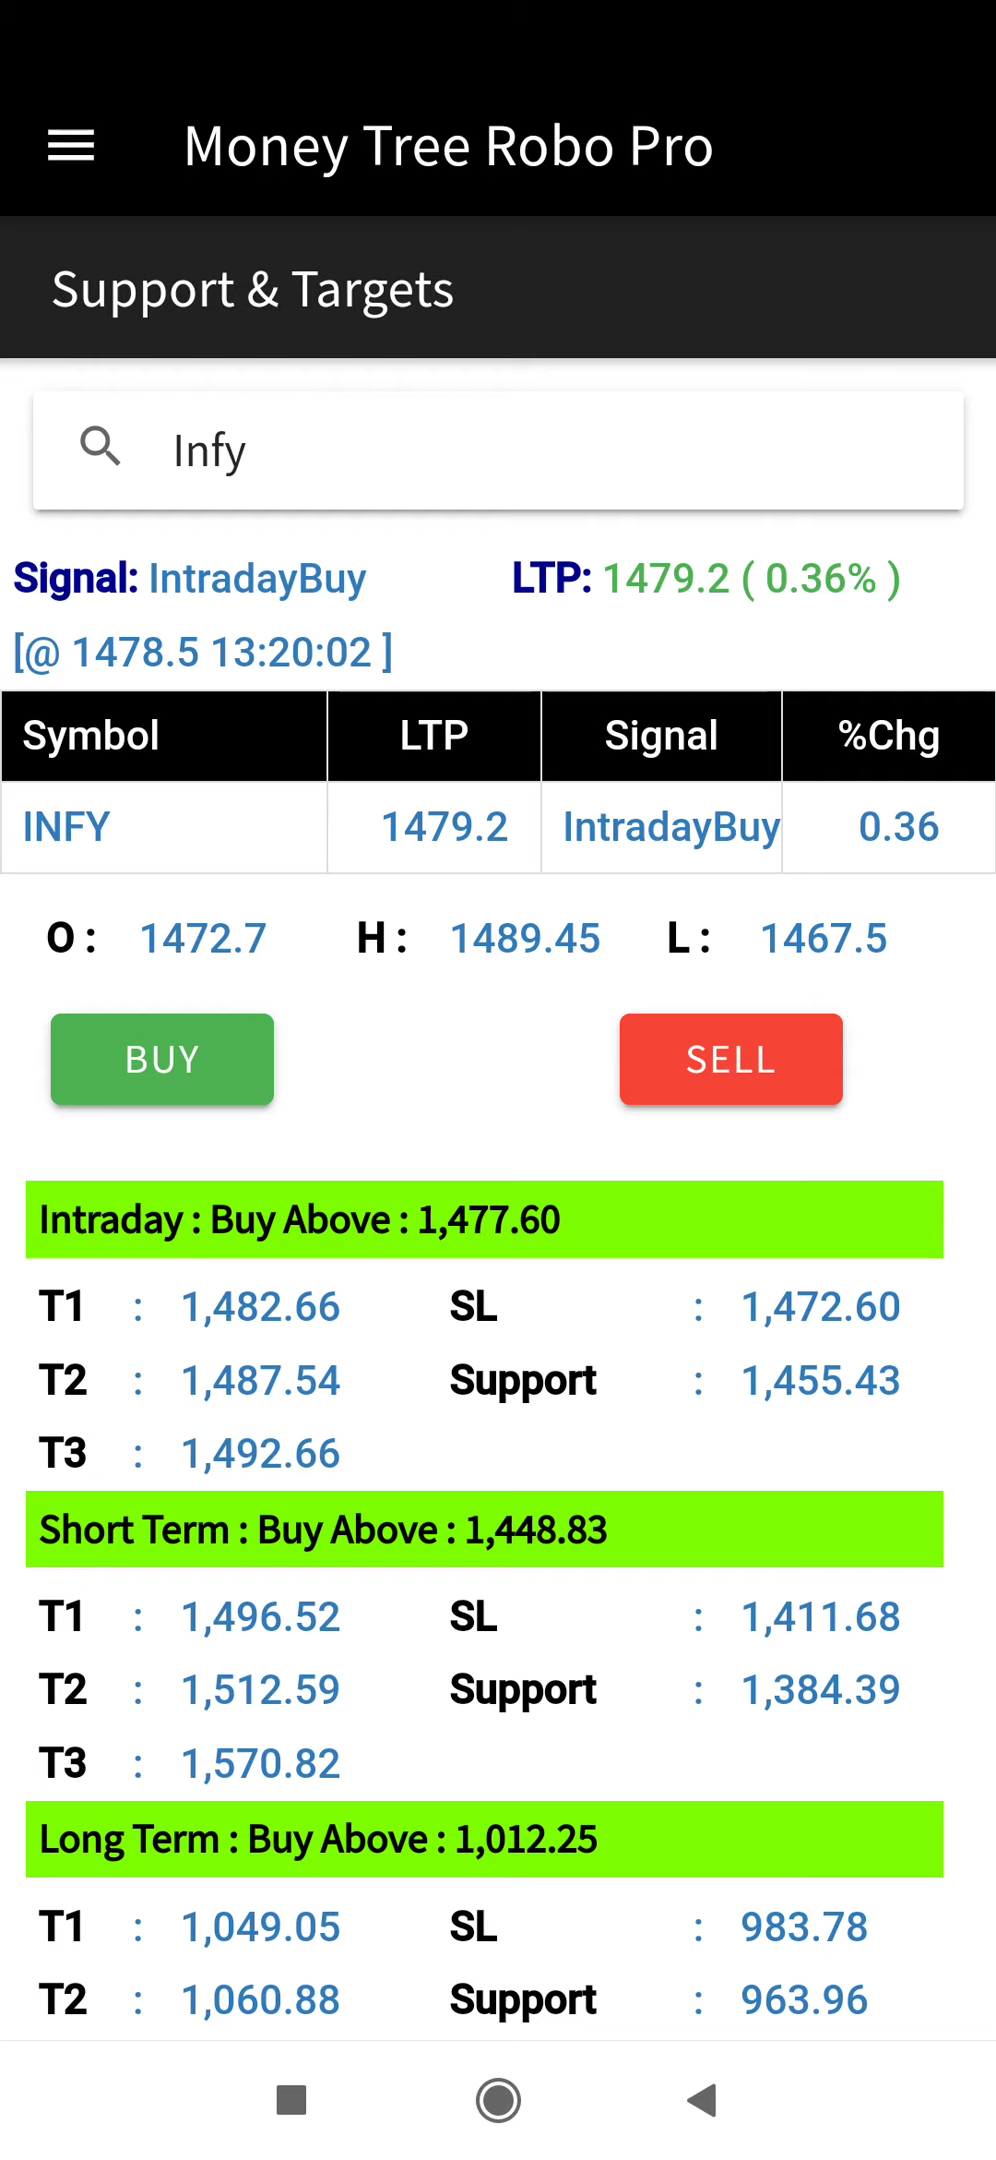 Money Tree Robo Pro
Support & Targets
Infy
Signal: IntradayBuy LTP: 1479.2 ( 0.36% )
[@ 1478.5 13:20:02 ]
Symbol LTP Signal %Chg
INFY 1479.2 IntradayBuy 0.36
O : 1472.7 H : 1489.45 L : 1467.5
BUY SELL
Intraday : Buy Above : 1,477.60
T1 : 1,482.66 SL : 1,472.60
T2 : 1,487.54 Support : 1,455.43
T3 : 1,492.66
Short Term : Buy Above : 1,448.83
T1 : 1,496.52 SL : 1,411.68
T2 : 1,512.59 Support : 1,384.39
T3 : 1,570.82
Long Term : Buy Above : 1,012.25
T1 : 1,049.05 SL : 983.78
T2 : 1,060.88 Support : 963.96